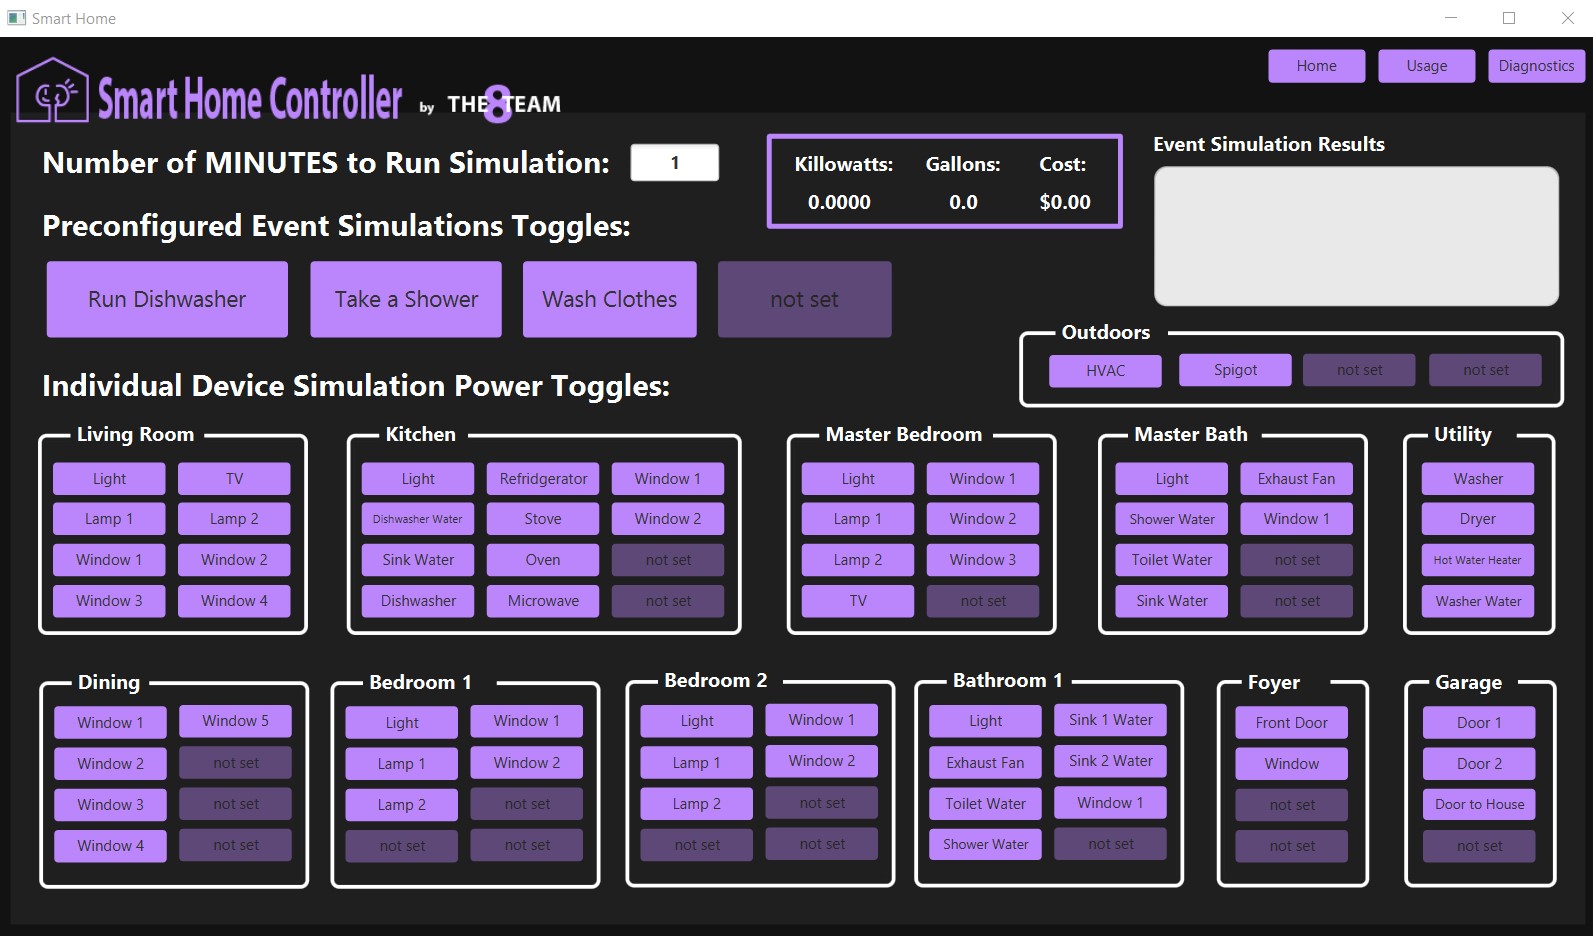 Smart Home
Home Usage Diagnostics
Smart Home Controller by THE8TEAM
Number of MINUTES to Run Simulation: 1
Killowatts: Gallons: Cost:
0.0000 0.0 $0.00
Event Simulation Results
Preconfigured Event Simulations Toggles:
Run Dishwasher Take a Shower Wash Clothes not set
Outdoors
HVAC Spigot not set not set
Individual Device Simulation Power Toggles:
Living Room
Light TV
Lamp 1 Lamp 2
Window 1 Window 2
Window 3 Window 4
Kitchen
Light Refridgerator Window 1
Dishwasher Water Stove Window 2
Sink Water Oven not set
Dishwasher Microwave not set
Master Bedroom
Light Window 1
Lamp 1 Window 2
Lamp 2 Window 3
TV not set
Master Bath
Light Exhaust Fan
Shower Water Window 1
Toilet Water not set
Sink Water not set
Utility
Washer
Dryer
Hot Water Heater
Washer Water
Dining
Window 1 Window 5
Window 2 not set
Window 3 not set
Window 4 not set
Bedroom 1
Light Window 1
Lamp 1 Window 2
Lamp 2 not set
not set not set
Bedroom 2
Light Window 1
Lamp 1 Window 2
Lamp 2 not set
not set not set
Bathroom 1
Light Sink 1 Water
Exhaust Fan Sink 2 Water
Toilet Water Window 1
Shower Water not set
Foyer
Front Door
Window
not set
not set
Garage
Door 1
Door 2
Door to House
not set